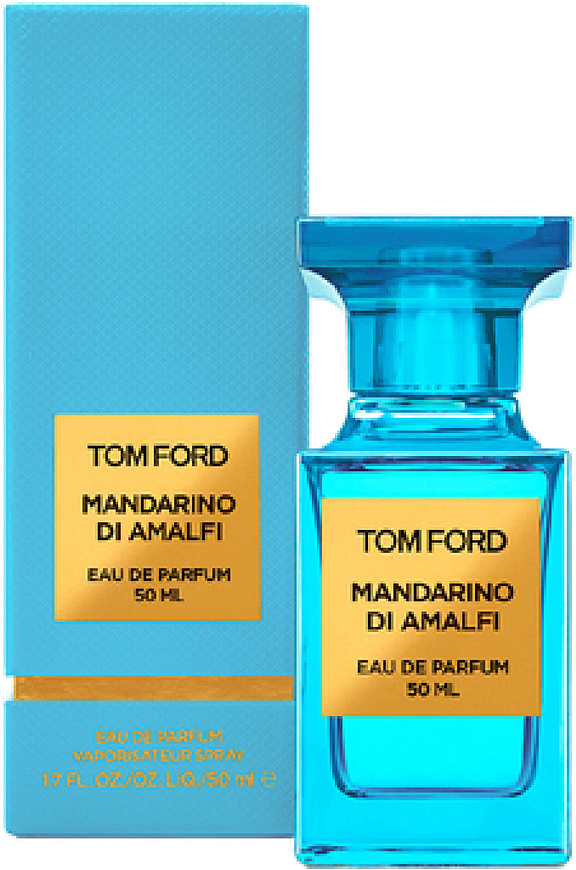 TOM FORD
MANDARINO
DI AMALFI
EAU DE PARFUM
50 ML
EAU DE PARFUM
VAPORISATEUR SPRAY
1.7 FL. OZ./OZ. LIQ./50 ml ℮
TOM FORD
MANDARINO
DI AMALFI
EAU DE PARFUM
50 ML